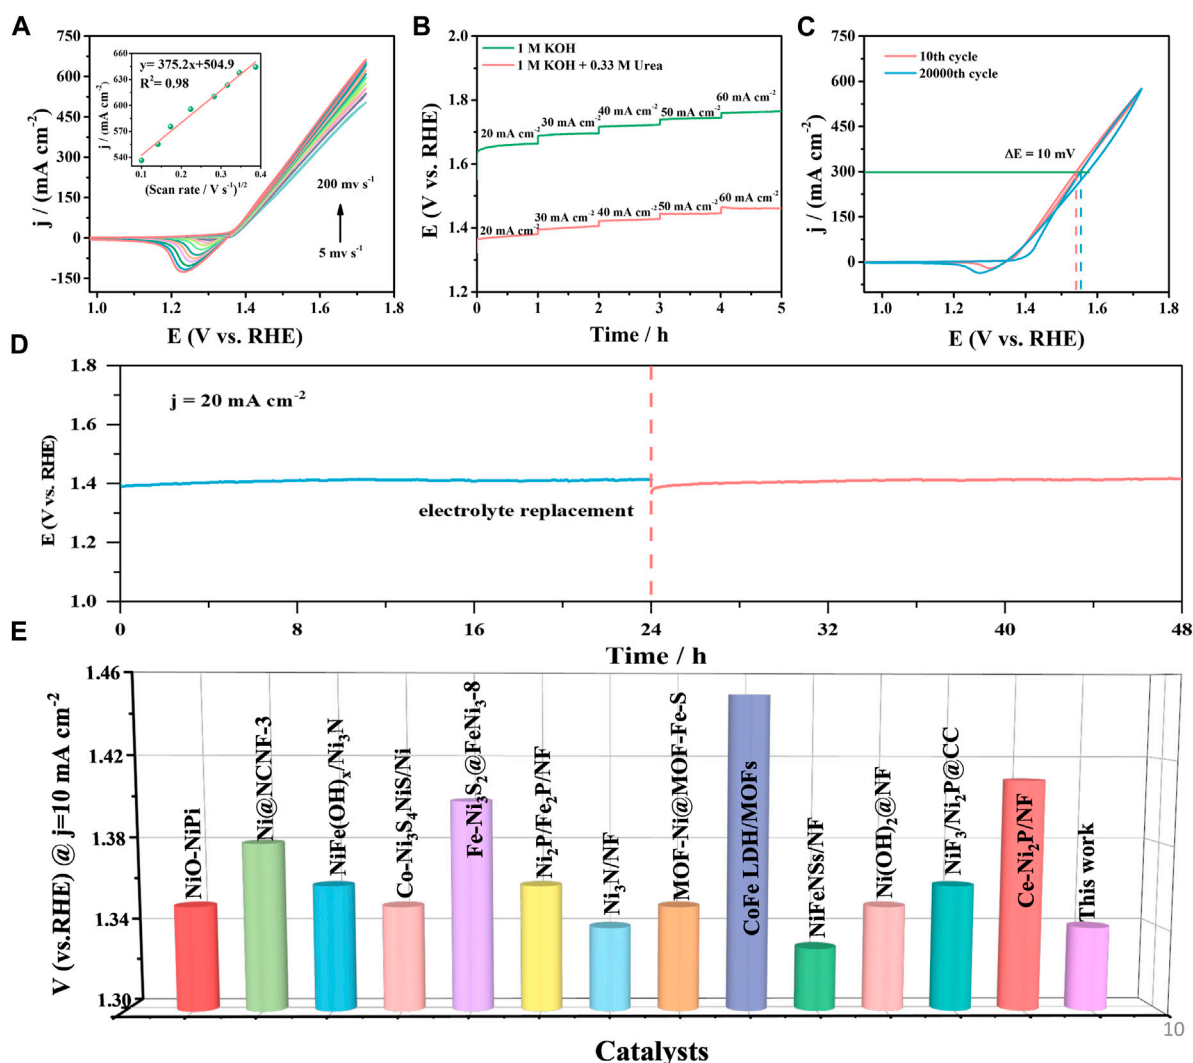 A
750
600
450
300
150
0
-150
j / (mA cm-2)
1.0
1.2
1.4
1.6
1.8
E (V vs. RHE)
660
630
600
570
540
j / (mA cm-2)
y= 375.2x+504.9
R2= 0.98
0.1
0.2
0.3
0.4
(Scan rate / V s-1)1/2
200 mv s-1
5 mv s-1
B
2.0
1.8
1.6
1.4
1.2
E (V vs. RHE)
1 M KOH
1 M KOH + 0.33 M Urea
20 mA cm-2
30 mA cm-2
40 mA cm-2
50 mA cm-2
60 mA cm-2
20 mA cm-2
30 mA cm-2
40 mA cm-2
50 mA cm-2
60 mA cm-2
0
1
2
3
4
5
Time / h
C
750
600
450
300
150
0
j / (mA cm-2)
10th cycle
20000th cycle
ΔE = 10 mV
1.0
1.2
1.4
1.6
1.8
E (V vs. RHE)
D
1.8
1.6
1.4
1.2
1.0
E (V vs. RHE)
j = 20 mA cm-2
electrolyte replacement
0
8
16
24
32
40
48
Time / h
E
1.46
1.42
1.38
1.34
1.30
V (vs.RHE) @ j=10 mA cm-2
NiO-NiPi
Ni@NCNF-3
NiFe(OH)x/Ni3N
Co-Ni3S4NiS/Ni
Fe-Ni3S2@FeNi3-8
Ni2P/Fe2P/NF
Ni3N/NF
MOF-Ni@MOF-Fe-S
CoFe LDH/MOFs
NiFeNSs/NF
Ni(OH)2@NF
NiF3/Ni2P@CC
Ce-Ni2P/NF
This work
10
Catalysts